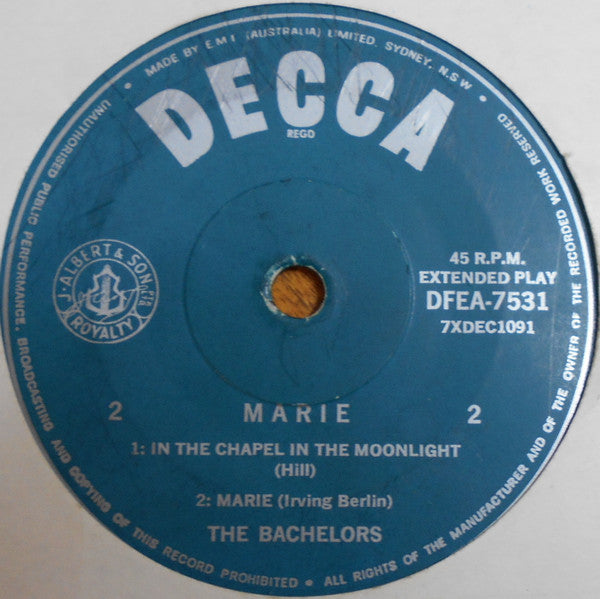 MADE BY E.M.I. (AUSTRALIA) LIMITED. SYDNEY. N.S.W.
DECCA
REGD
J. ALBERT & SON PTY LTD
ROYALTY
45 R.P.M.
EXTENDED PLAY
DFEA-7531
7XDEC1091
2 MARIE 2
1: IN THE CHAPEL IN THE MOONLIGHT
(Hill)
2: MARIE (Irving Berlin)
THE BACHELORS
UNAUTHORISED PUBLIC PERFORMANCE, BROADCASTING AND COPYING OF THIS RECORD PROHIBITED • ALL RIGHTS OF THE MANUFACTURER AND OF THE OWNER OF THE RECORDED WORK RESERVED